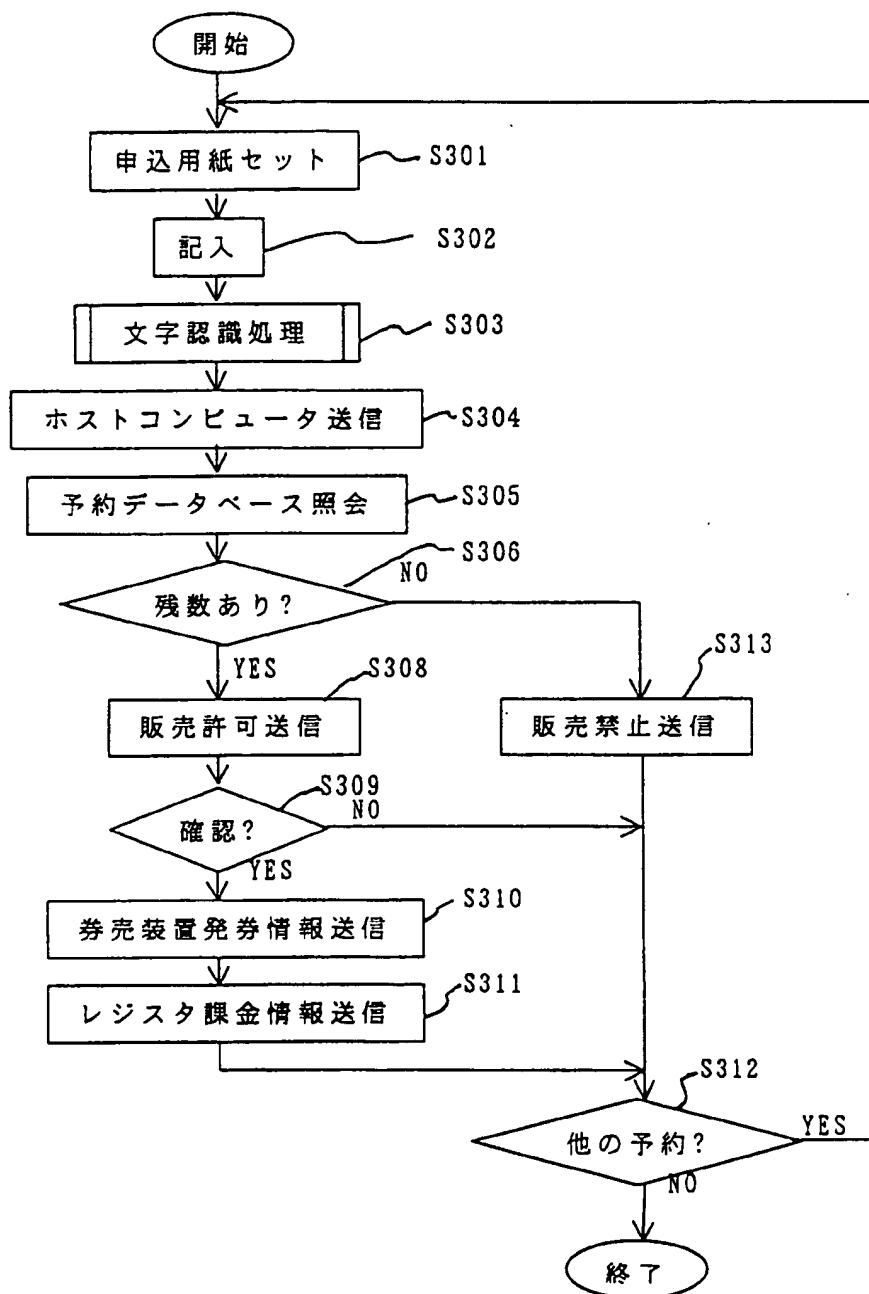 開始
申込用紙セット
S301
記入
S302
文字認識処理
S303
ホストコンピュータ送信
S304
予約データベース照会
S305
S306
残数あり?
NO
YES
S308
販売許可送信
S313
販売禁止送信
S309
確認?
NO
YES
券売装置発券情報送信
S310
レジスタ課金情報送信
S311
S312
他の予約?
YES
NO
終了